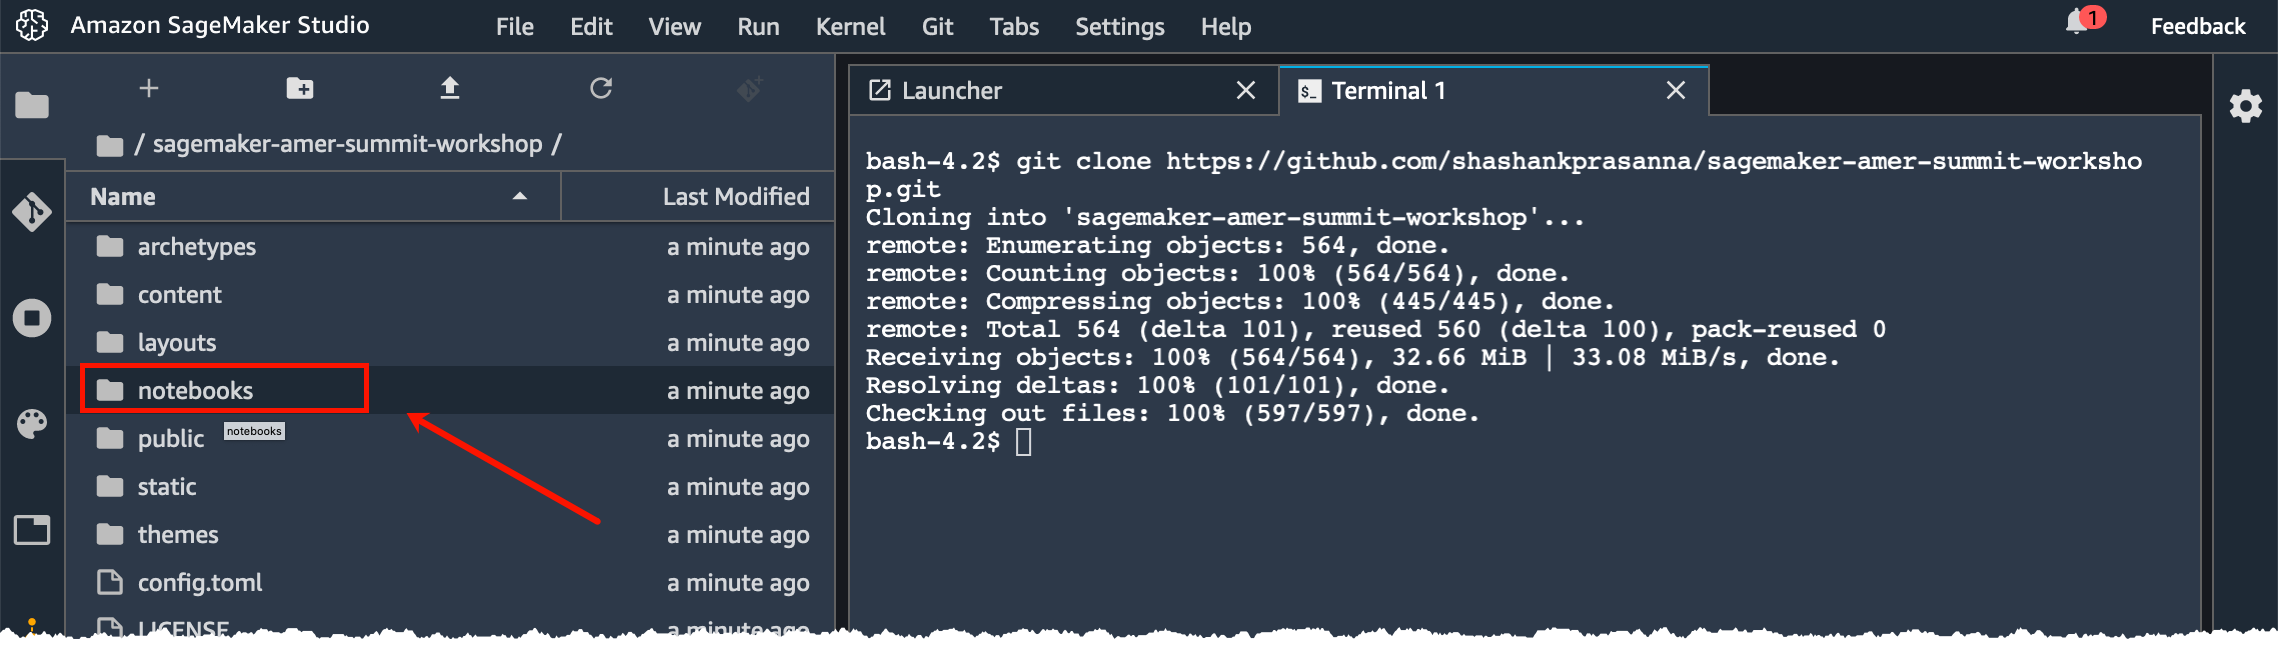 Amazon SageMaker Studio File Edit View Run Kernel Git Tabs Settings Help 1 Feedback
/ sagemaker-amer-summit-workshop /
Name Last Modified
archetypes a minute ago
content a minute ago
layouts a minute ago
notebooks a minute ago
public notebooks a minute ago
static a minute ago
themes a minute ago
config.toml a minute ago
LICENSE a minute ago
Launcher
$_ Terminal 1
bash-4.2$ git clone https://github.com/shashankprasanna/sagemaker-amer-summit-worksho
p.git
Cloning into 'sagemaker-amer-summit-workshop'...
remote: Enumerating objects: 564, done.
remote: Counting objects: 100% (564/564), done.
remote: Compressing objects: 100% (445/445), done.
remote: Total 564 (delta 101), reused 560 (delta 100), pack-reused 0
Receiving objects: 100% (564/564), 32.66 MiB | 33.08 MiB/s, done.
Resolving deltas: 100% (101/101), done.
Checking out files: 100% (597/597), done.
bash-4.2$